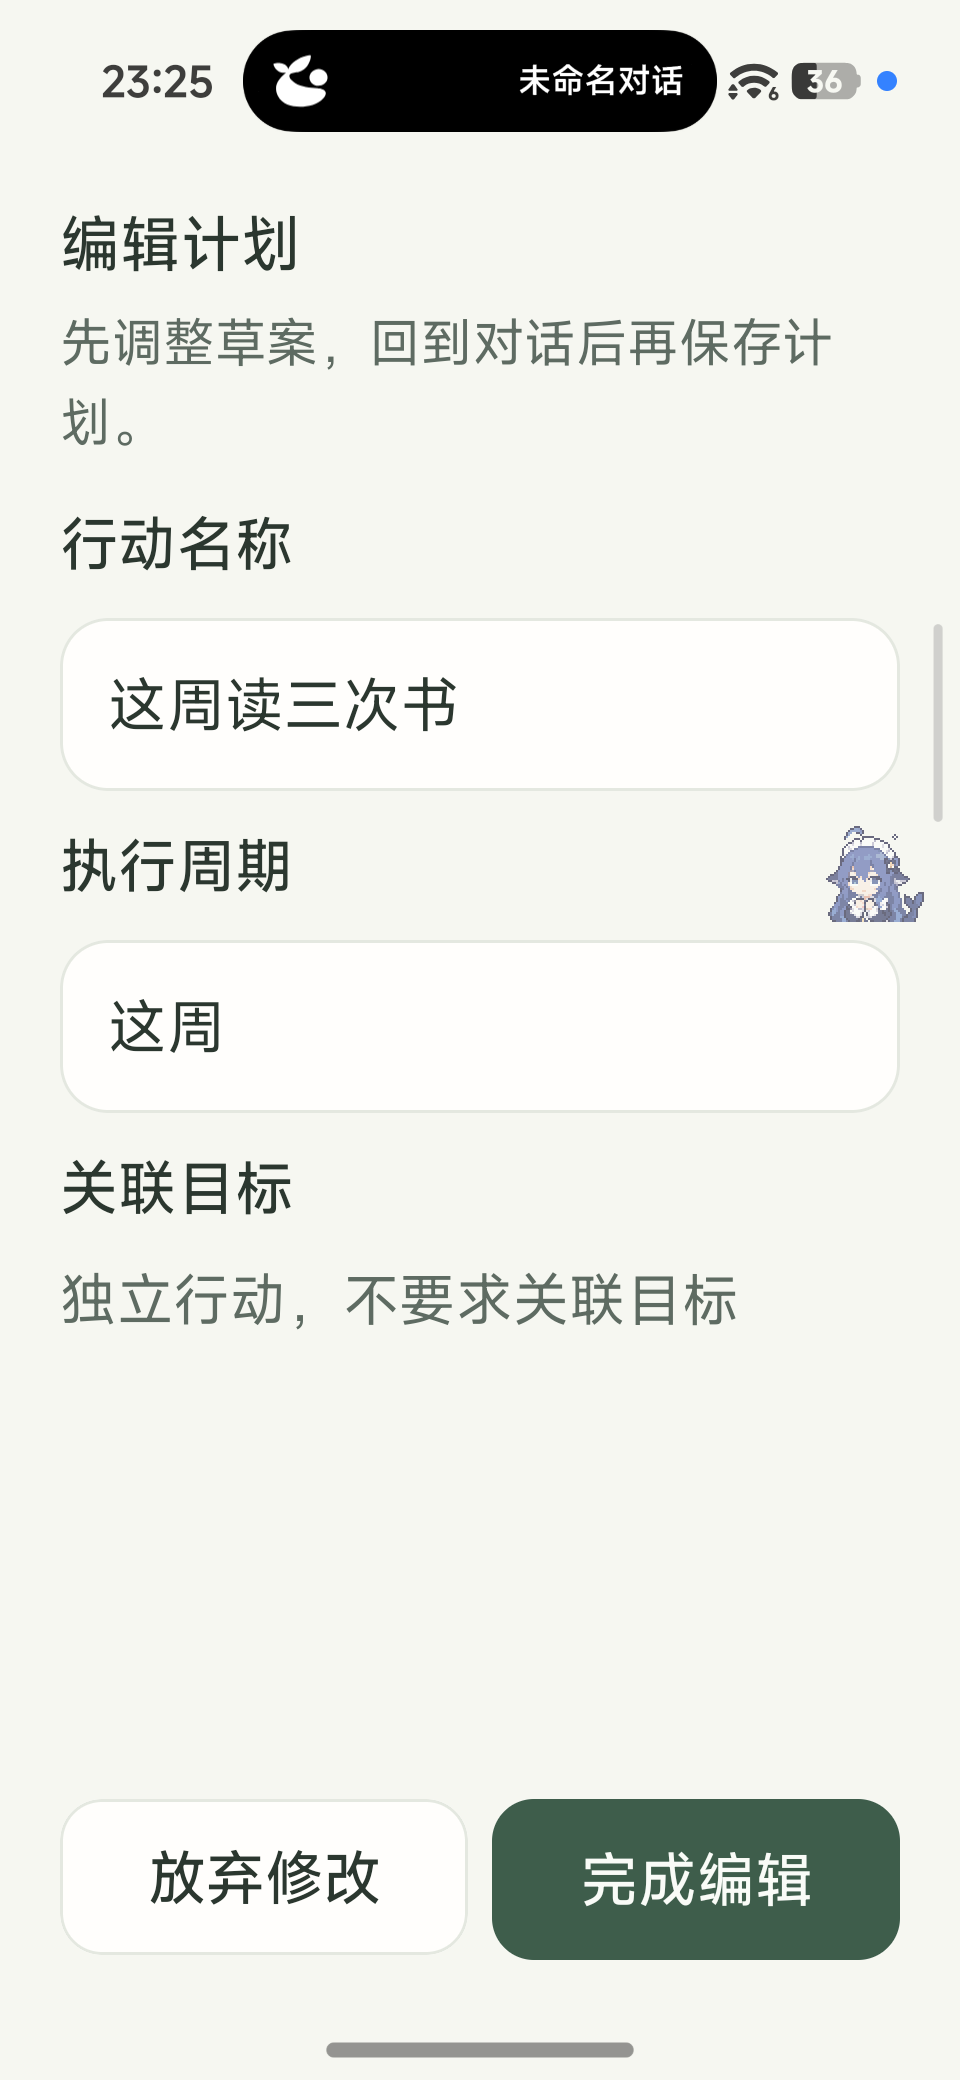 23:25
未命名对话
6
36
编辑计划
先调整草案，回到对话后再保存计
划。
行动名称
这周读三次书
执行周期
这周
关联目标
独立行动，不要求关联目标
放弃修改
完成编辑